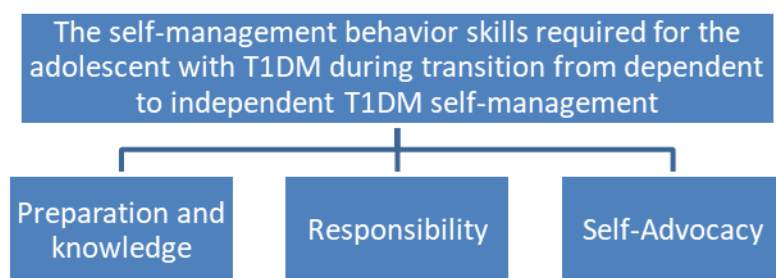 The self-management behavior skills required for the
adolescent with T1DM during transition from dependent
to independent T1DM self-management
Preparation and
knowledge
Responsibility
Self-Advocacy